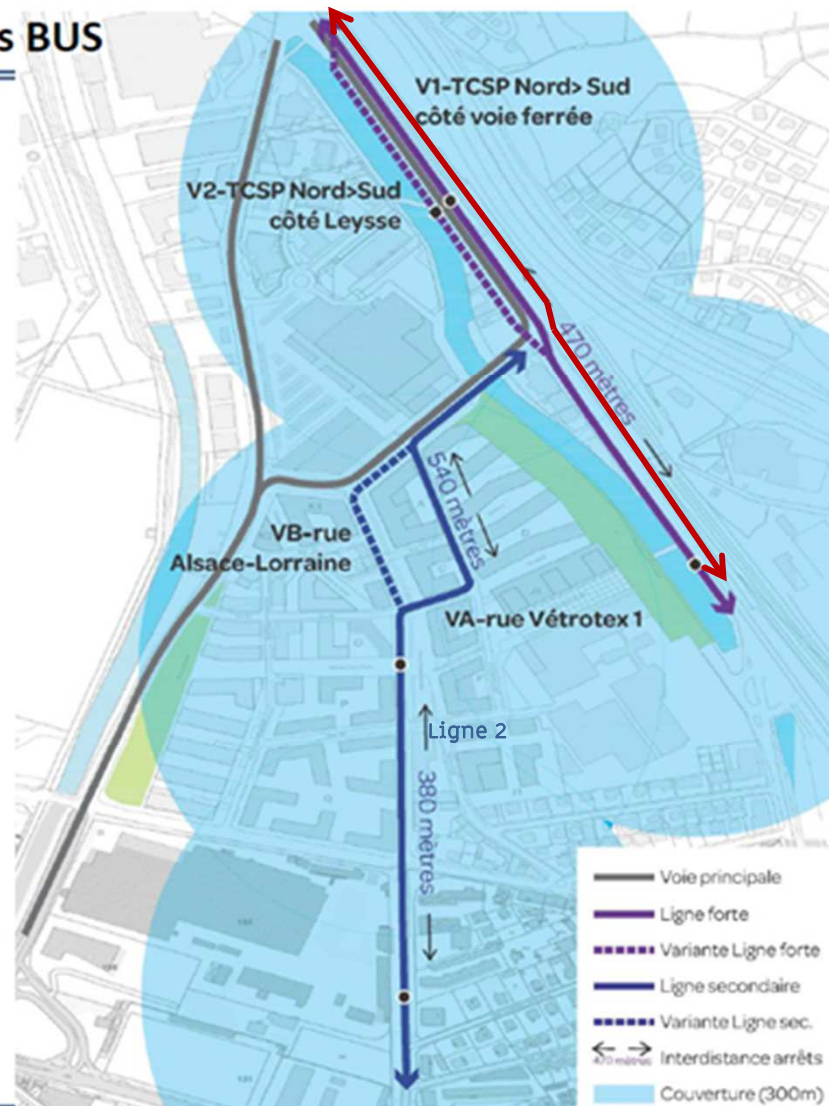 s BUS
V1-TCSP Nord> Sud
côté voie ferrée
V2-TCSP Nord>Sud
côté Leysse
470 mètres
540 mètres
VB-rue
Alsace-Lorraine
VA-rue Vétrotex 1
Ligne 2
380 mètres
Voie principale
Ligne forte
Variante Ligne forte
Ligne secondaire
Variante Ligne sec.
470 mètres Interdistance arrêts
Couverture (300m)